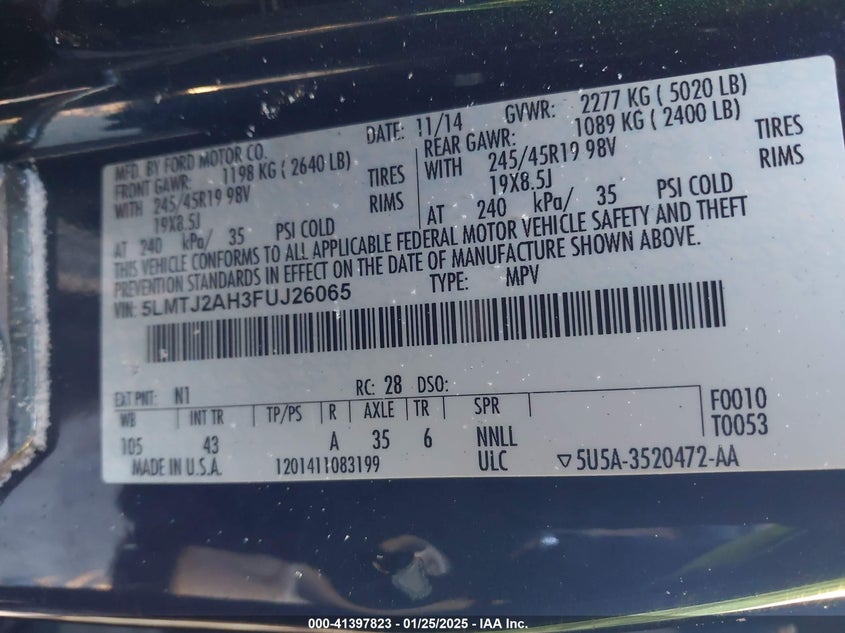 MFD. BY FORD MOTOR CO. DATE: 11/14 GVWR: 2277 KG ( 5020 LB)
FRONT GAWR: 1198 KG ( 2640 LB) REAR GAWR: 1089 KG ( 2400 LB)
WITH 245/45R19 98V TIRES WITH 245/45R19 98V TIRES
19X8.5J RIMS 19X8.5J RIMS
AT 240 kPa/ 35 PSI COLD AT 240 kPa/ 35 PSI COLD
THIS VEHICLE CONFORMS TO ALL APPLICABLE FEDERAL MOTOR VEHICLE SAFETY AND THEFT
PREVENTION STANDARDS IN EFFECT ON THE DATE OF MANUFACTURE SHOWN ABOVE.
VIN: 5LMTJ2AH3FUJ26065 TYPE: MPV
EXT PNT: N1 RC: 28 DSO:
WB INT TR TP/PS R AXLE TR SPR F0010
105 43 A 35 6 NNLL T0053
MADE IN U.S.A. 1201411083199 ULC ▽5U5A-3520472-AA
000-41397823 - 01/25/2025 - IAA Inc.